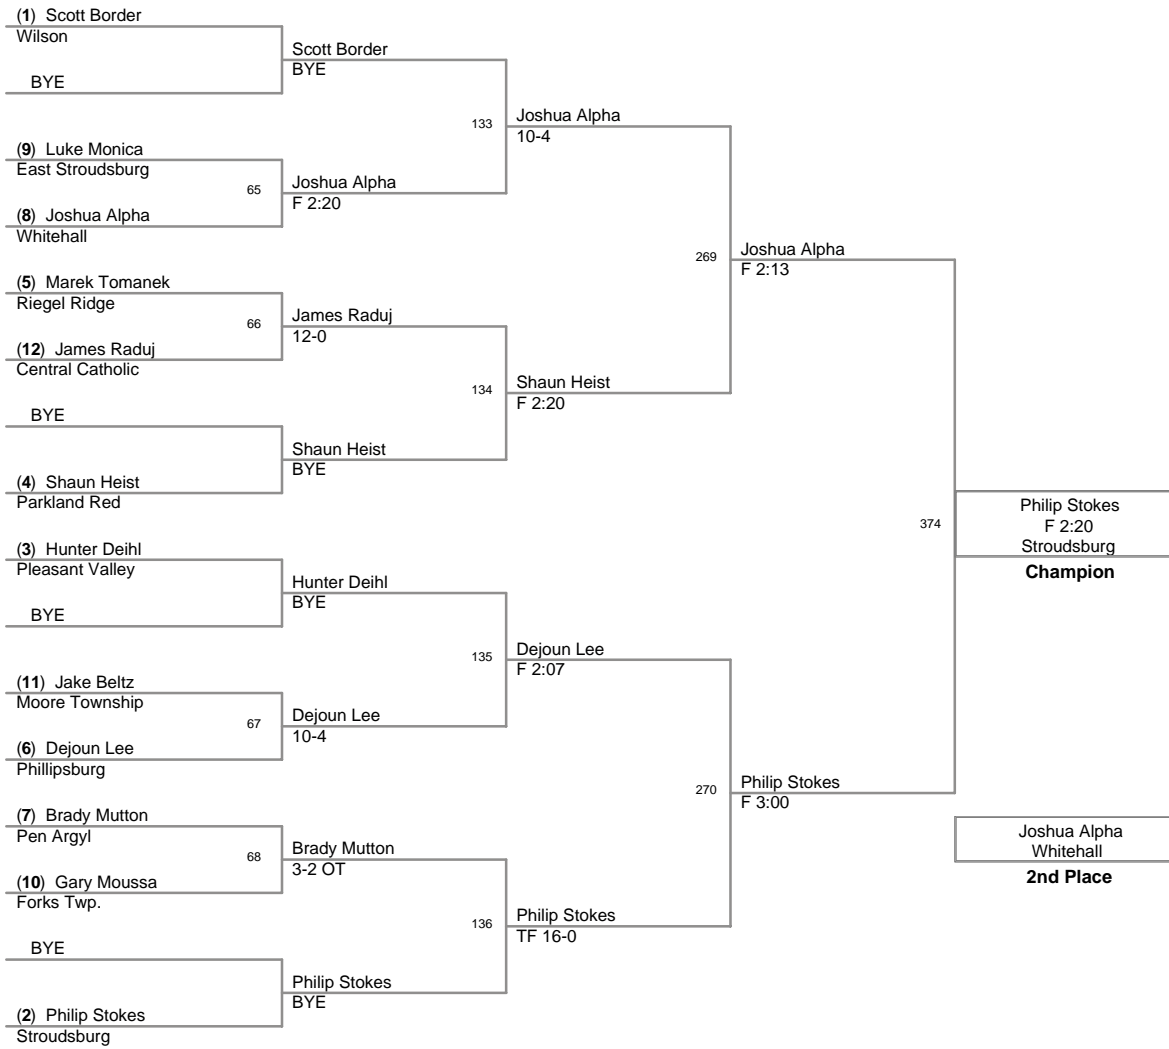 (1) Scott Border
Wilson
BYE
(9) Luke Monica
East Stroudsburg
(8) Joshua Alpha
Whitehall
(5) Marek Tomanek
Riegel Ridge
(12) James Raduj
Central Catholic
BYE
(4) Shaun Heist
Parkland Red
(3) Hunter Deihl
Pleasant Valley
BYE
(11) Jake Beltz
Moore Township
(6) Dejoun Lee
Phillipsburg
(7) Brady Mutton
Pen Argyl
(10) Gary Moussa
Forks Twp.
BYE
(2) Philip Stokes
Stroudsburg
Scott Border
BYE
65
Joshua Alpha
F 2:20
66
James Raduj
12-0
Shaun Heist
BYE
Hunter Deihl
BYE
67
Dejoun Lee
10-4
68
Brady Mutton
3-2 OT
Philip Stokes
BYE
133
Joshua Alpha
10-4
134
Shaun Heist
F 2:20
135
Dejoun Lee
F 2:07
136
Philip Stokes
TF 16-0
269
Joshua Alpha
F 2:13
270
Philip Stokes
F 3:00
374
Philip Stokes
F 2:20
Stroudsburg
Champion
Joshua Alpha
Whitehall
2nd Place